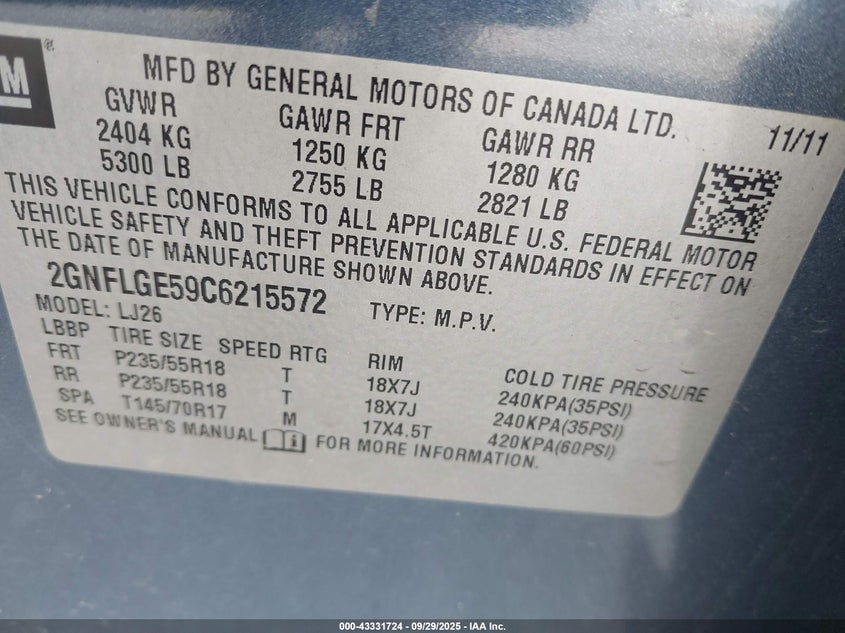 M ®
MFD BY GENERAL MOTORS OF CANADA LTD. 11/11
GVWR GAWR FRT GAWR RR
2404 KG 1250 KG 1280 KG
5300 LB 2755 LB 2821 LB
THIS VEHICLE CONFORMS TO ALL APPLICABLE U.S. FEDERAL MOTOR
VEHICLE SAFETY AND THEFT PREVENTION STANDARDS IN EFFECT ON
THE DATE OF MANUFACTURE SHOWN ABOVE.
2GNFLGE59C6215572 TYPE: M.P.V.
MODEL: LJ26
LBBP TIRE SIZE SPEED RTG RIM COLD TIRE PRESSURE
FRT P235/55R18 T 18X7J 240KPA(35PSI)
RR P235/55R18 T 18X7J 240KPA(35PSI)
SPA T145/70R17 M 17X4.5T 420KPA(60PSI)
SEE OWNER'S MANUAL FOR MORE INFORMATION.
000-43331724 - 09/29/2025 - IAA Inc.